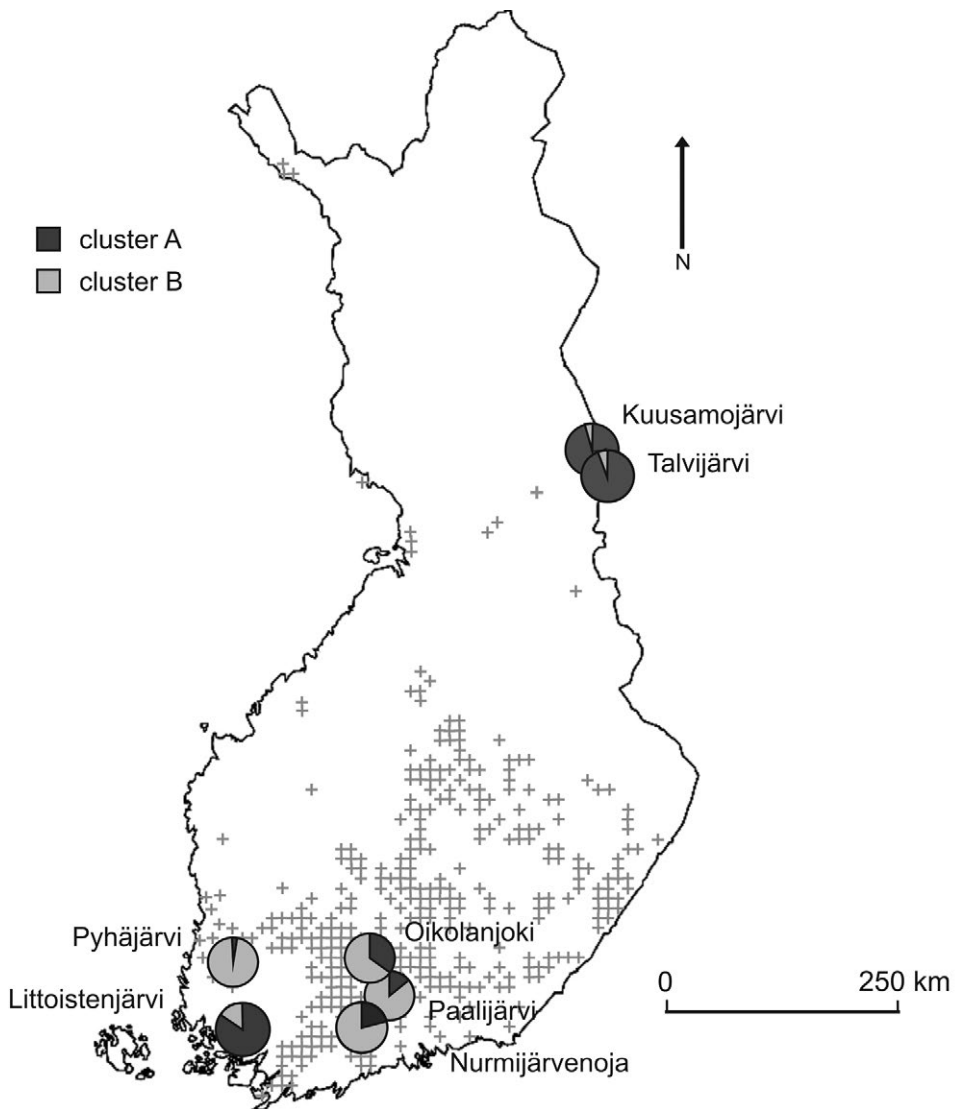 cluster A
cluster B
N
Kuusamojärvi
Talvijärvi
Pyhäjärvi
Oikolanjoki
Littoistenjärvi
Paalijärvi
Nurmijärvenoja
0
250 km